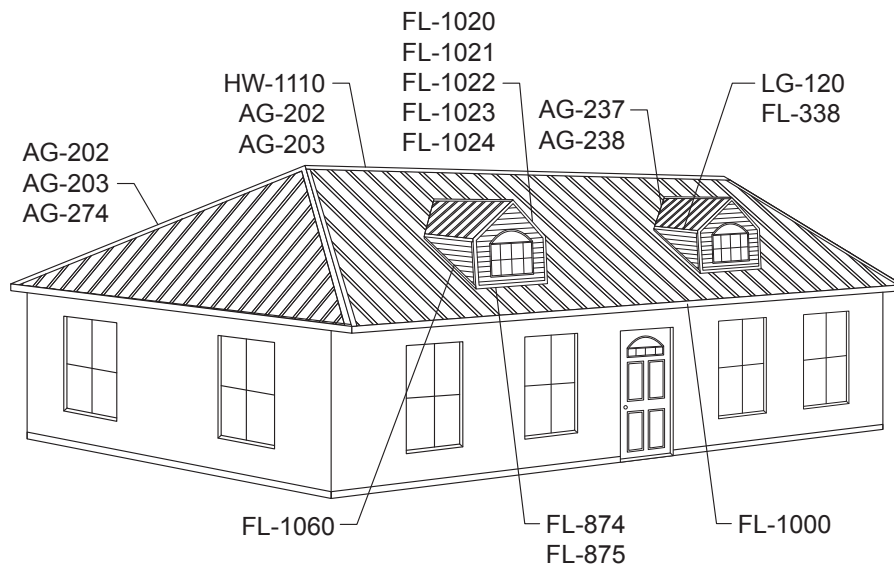 FL-1020
FL-1021
FL-1022
FL-1023
FL-1024
HW-1110
AG-202
AG-203
AG-237
AG-238
LG-120
FL-338
AG-202
AG-203
AG-274
FL-1060
FL-874
FL-875
FL-1000